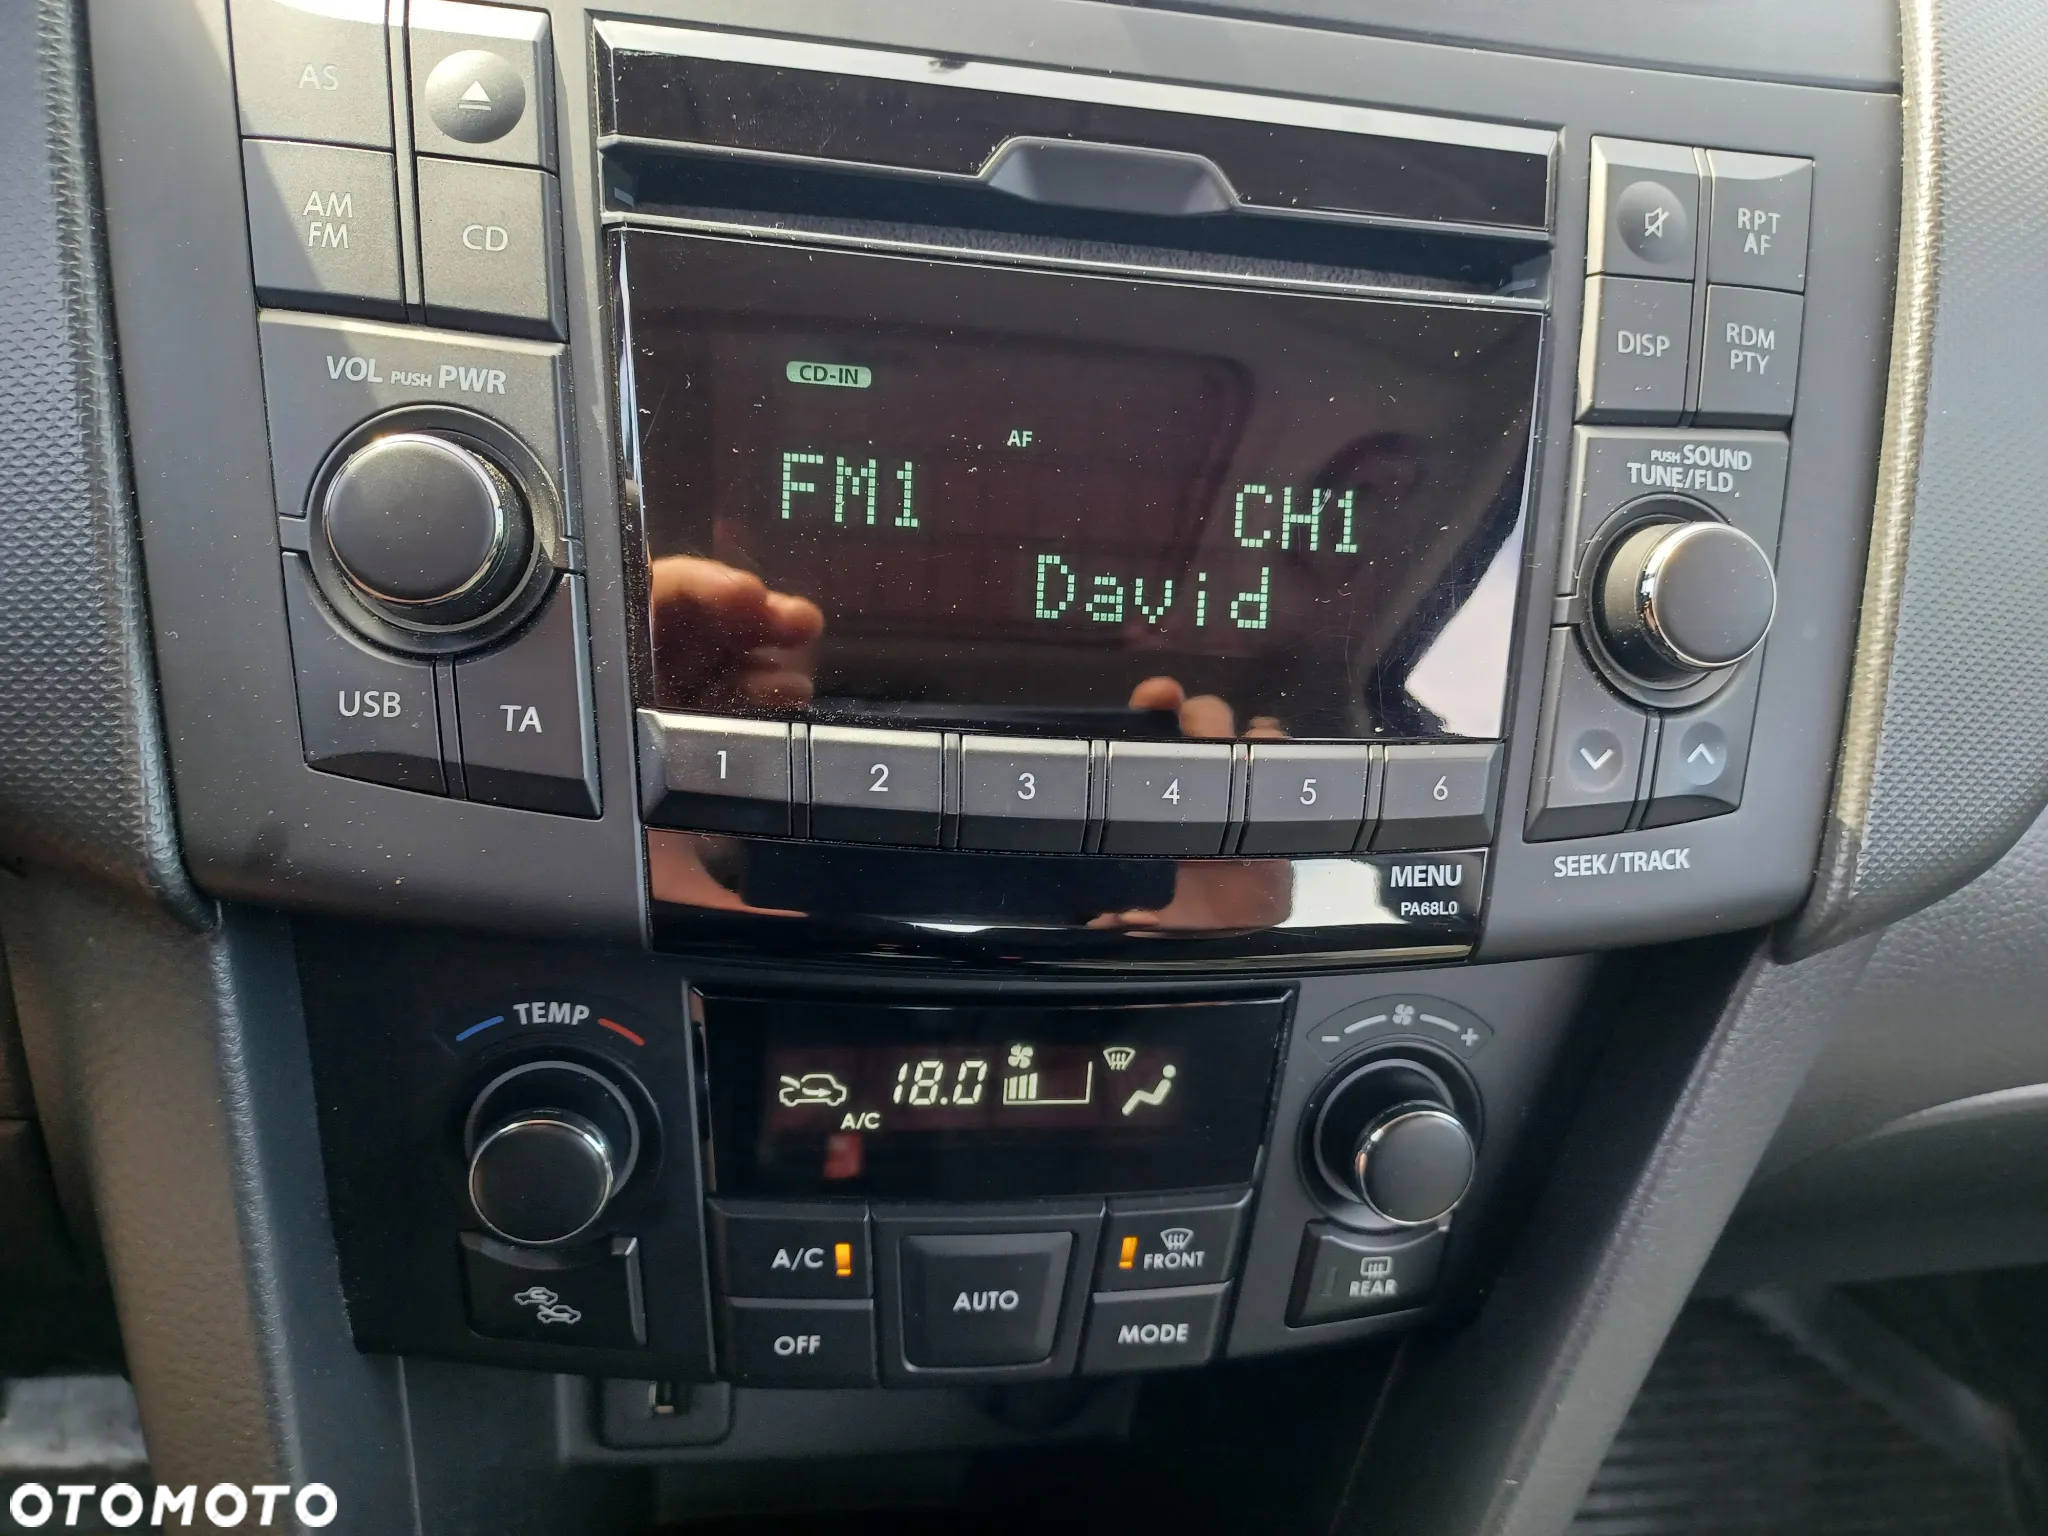 AS
AM
FM
CD
VOL PUSH PWR
USB
TA
CD-IN
AF
FM1
CH1
David
1
2
3
4
5
6
MENU
PA68L0
RPT
AF
DISP
RDM
PTY
PUSH SOUND
TUNE/FLD
SEEK/TRACK
TEMP
18.0
A/C
- +
A/C
AUTO
FRONT
OFF
MODE
REAR
OTOMOTO